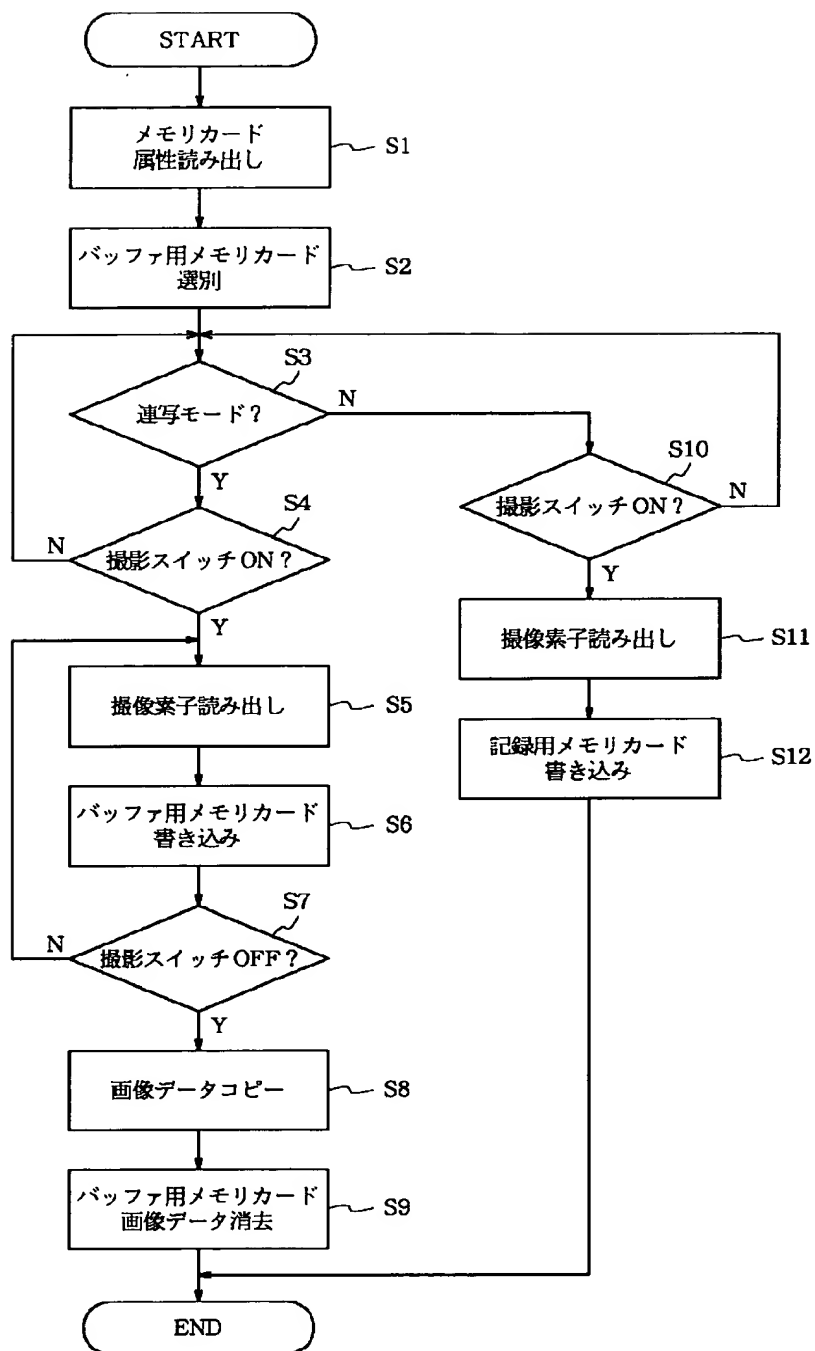 START
メモリカード
属性読み出し
S1
バッファ用メモリカード
選別
S2
S3
連写モード?
N
Y
S4
撮影スイッチON?
N
Y
撮像素子読み出し
S5
バッファ用メモリカード
書き込み
S6
S7
撮影スイッチOFF?
N
Y
画像データコピー
S8
バッファ用メモリカード
画像データ消去
S9
S10
撮影スイッチON?
N
Y
撮像素子読み出し
S11
記録用メモリカード
書き込み
S12
END